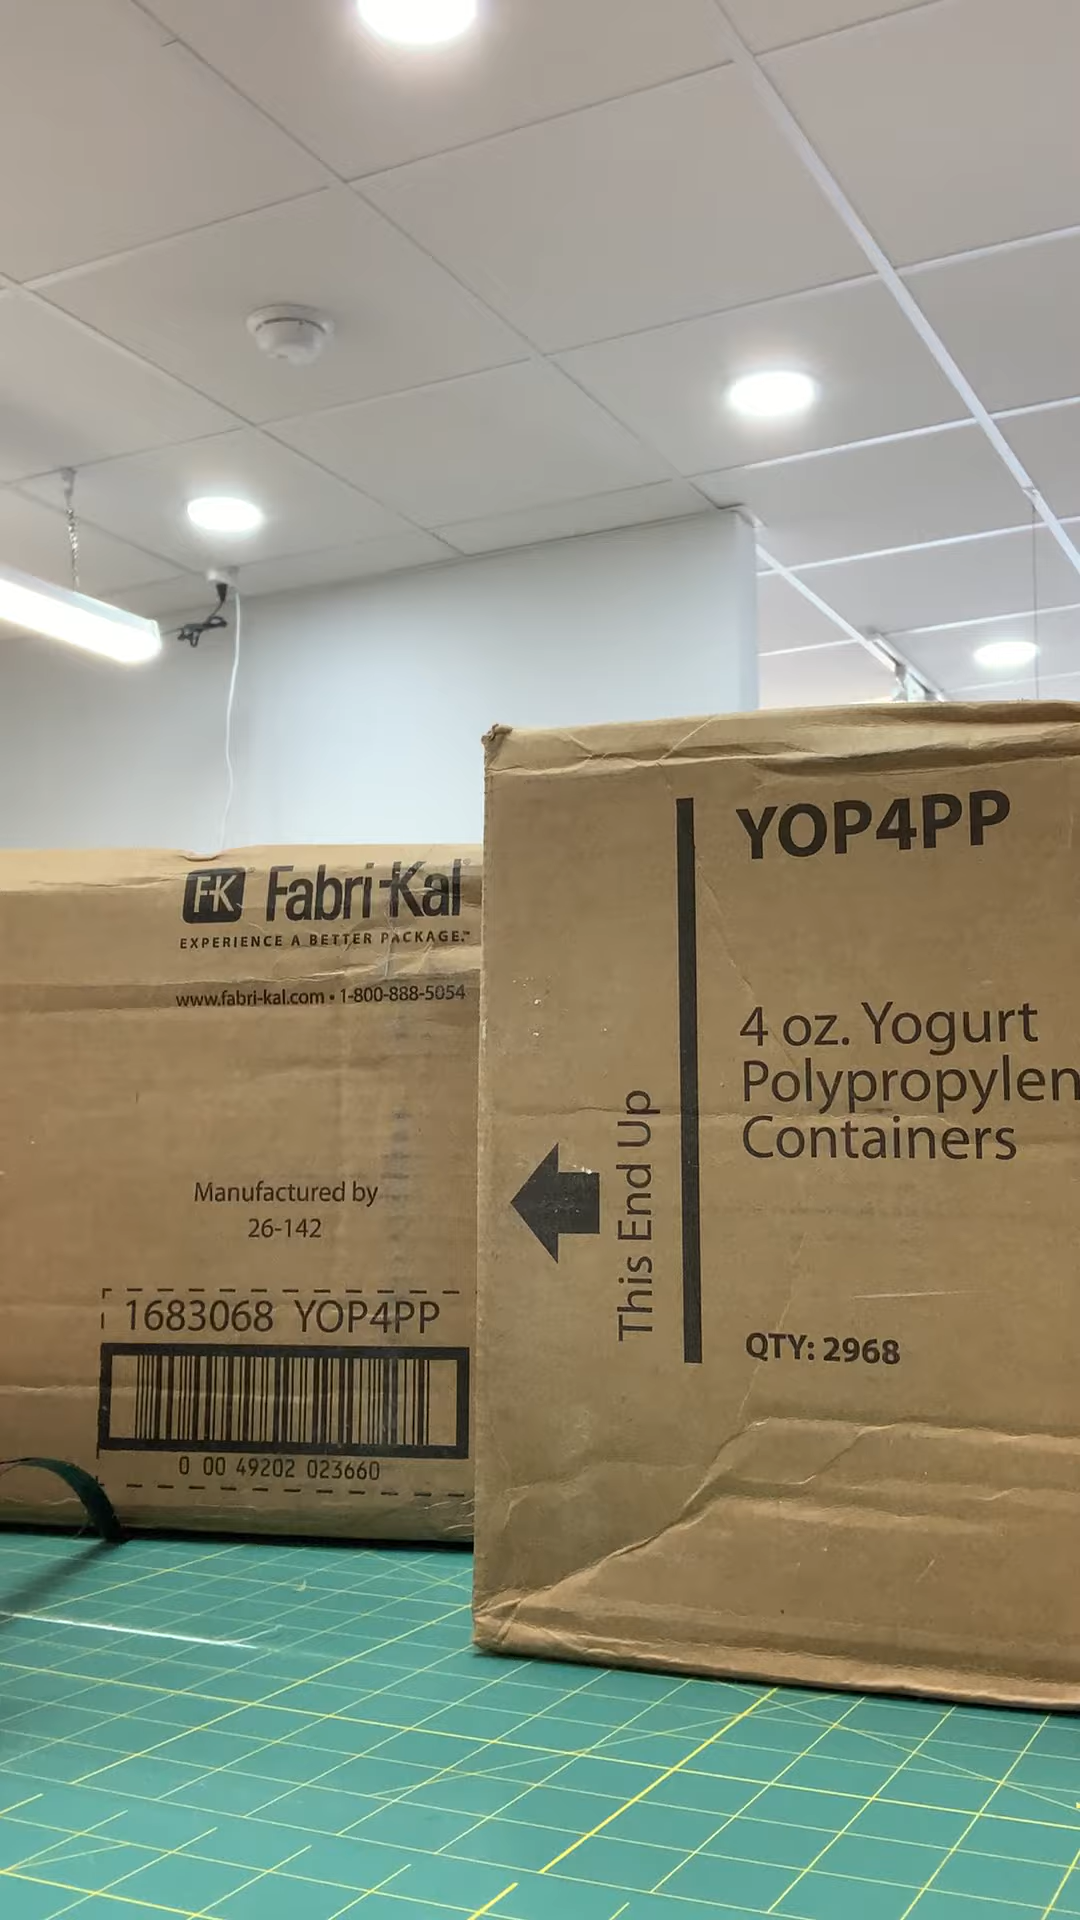 FK Fabri-Kal
EXPERIENCE A BETTER PACKAGE.™
www.fabri-kal.com • 1-800-888-5054
Manufactured by
26-142
1683068 YOP4PP
0 00 49202 023660
This End Up
YOP4PP
4 oz. Yogurt
Polypropylen
Containers
QTY: 2968